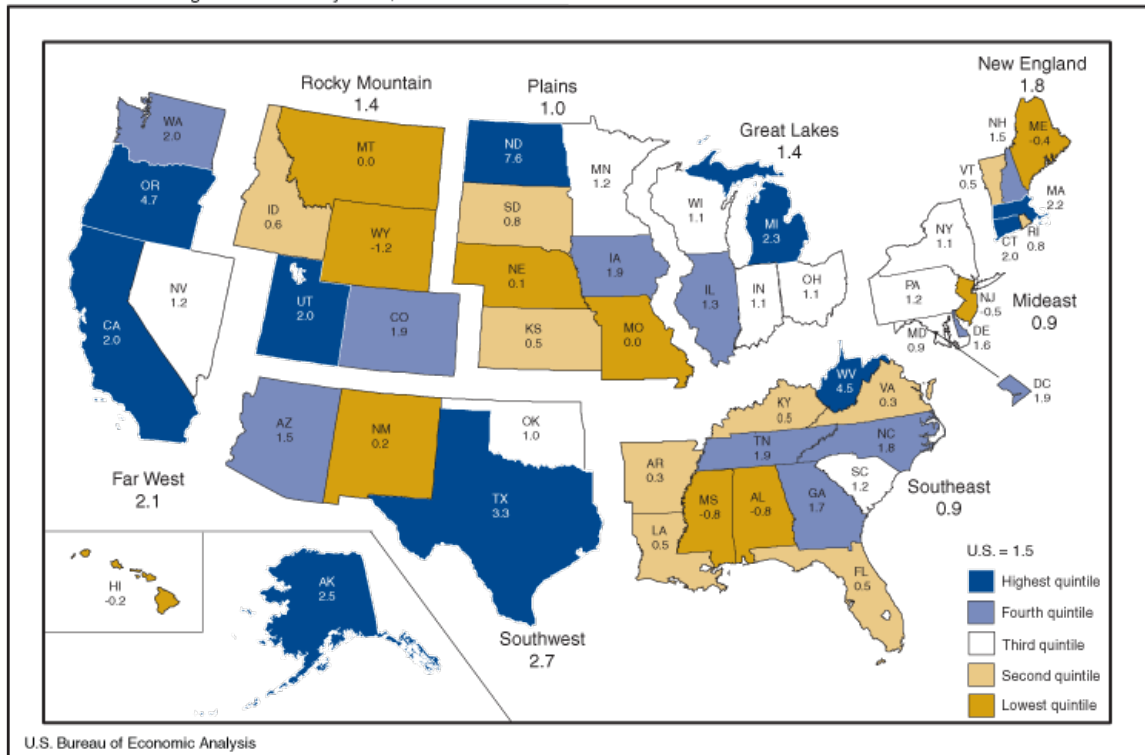 Rocky Mountain
1.4
Plains
1.0
New England
1.8
Great Lakes
1.4
WA
2.0
OR
4.7
CA
2.0
NV
1.2
ID
0.6
MT
0.0
WY
-1.2
UT
2.0
CO
1.9
AZ
1.5
NM
0.2
ND
7.6
SD
0.8
NE
0.1
KS
0.5
MN
1.2
IA
1.9
MO
0.0
OK
1.0
TX
3.3
WI
1.1
MI
2.3
IL
1.3
IN
1.1
OH
1.1
NH
1.5
ME
-0.4
VT
0.5
MA
2.2
RI
0.8
CT
2.0
NY
1.1
PA
1.2
NJ
-0.5
MD
0.9
DE
1.6
DC
1.9
Mideast
0.9
WV
4.5
VA
0.3
KY
0.5
TN
1.9
NC
1.8
SC
1.2
AR
0.3
LA
0.5
MS
-0.8
AL
-0.8
GA
1.7
FL
0.5
Southeast
0.9
Far West
2.1
HI
-0.2
AK
2.5
Southwest
2.7
U.S. = 1.5
Highest quintile
Fourth quintile
Third quintile
Second quintile
Lowest quintile
U.S. Bureau of Economic Analysis